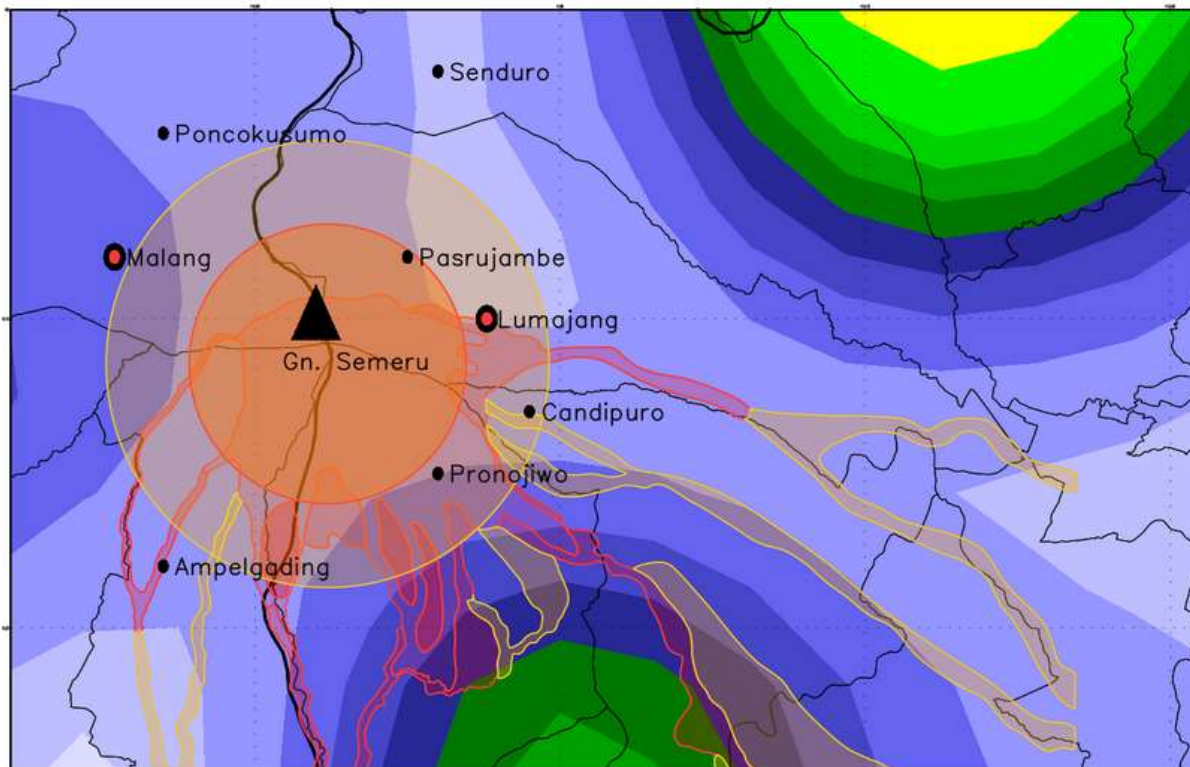 Senduro
Poncokusumo
Malang
Pasrujambe
Lumajang
Gn. Semeru
Candipuro
Pronojiwo
Ampelgading